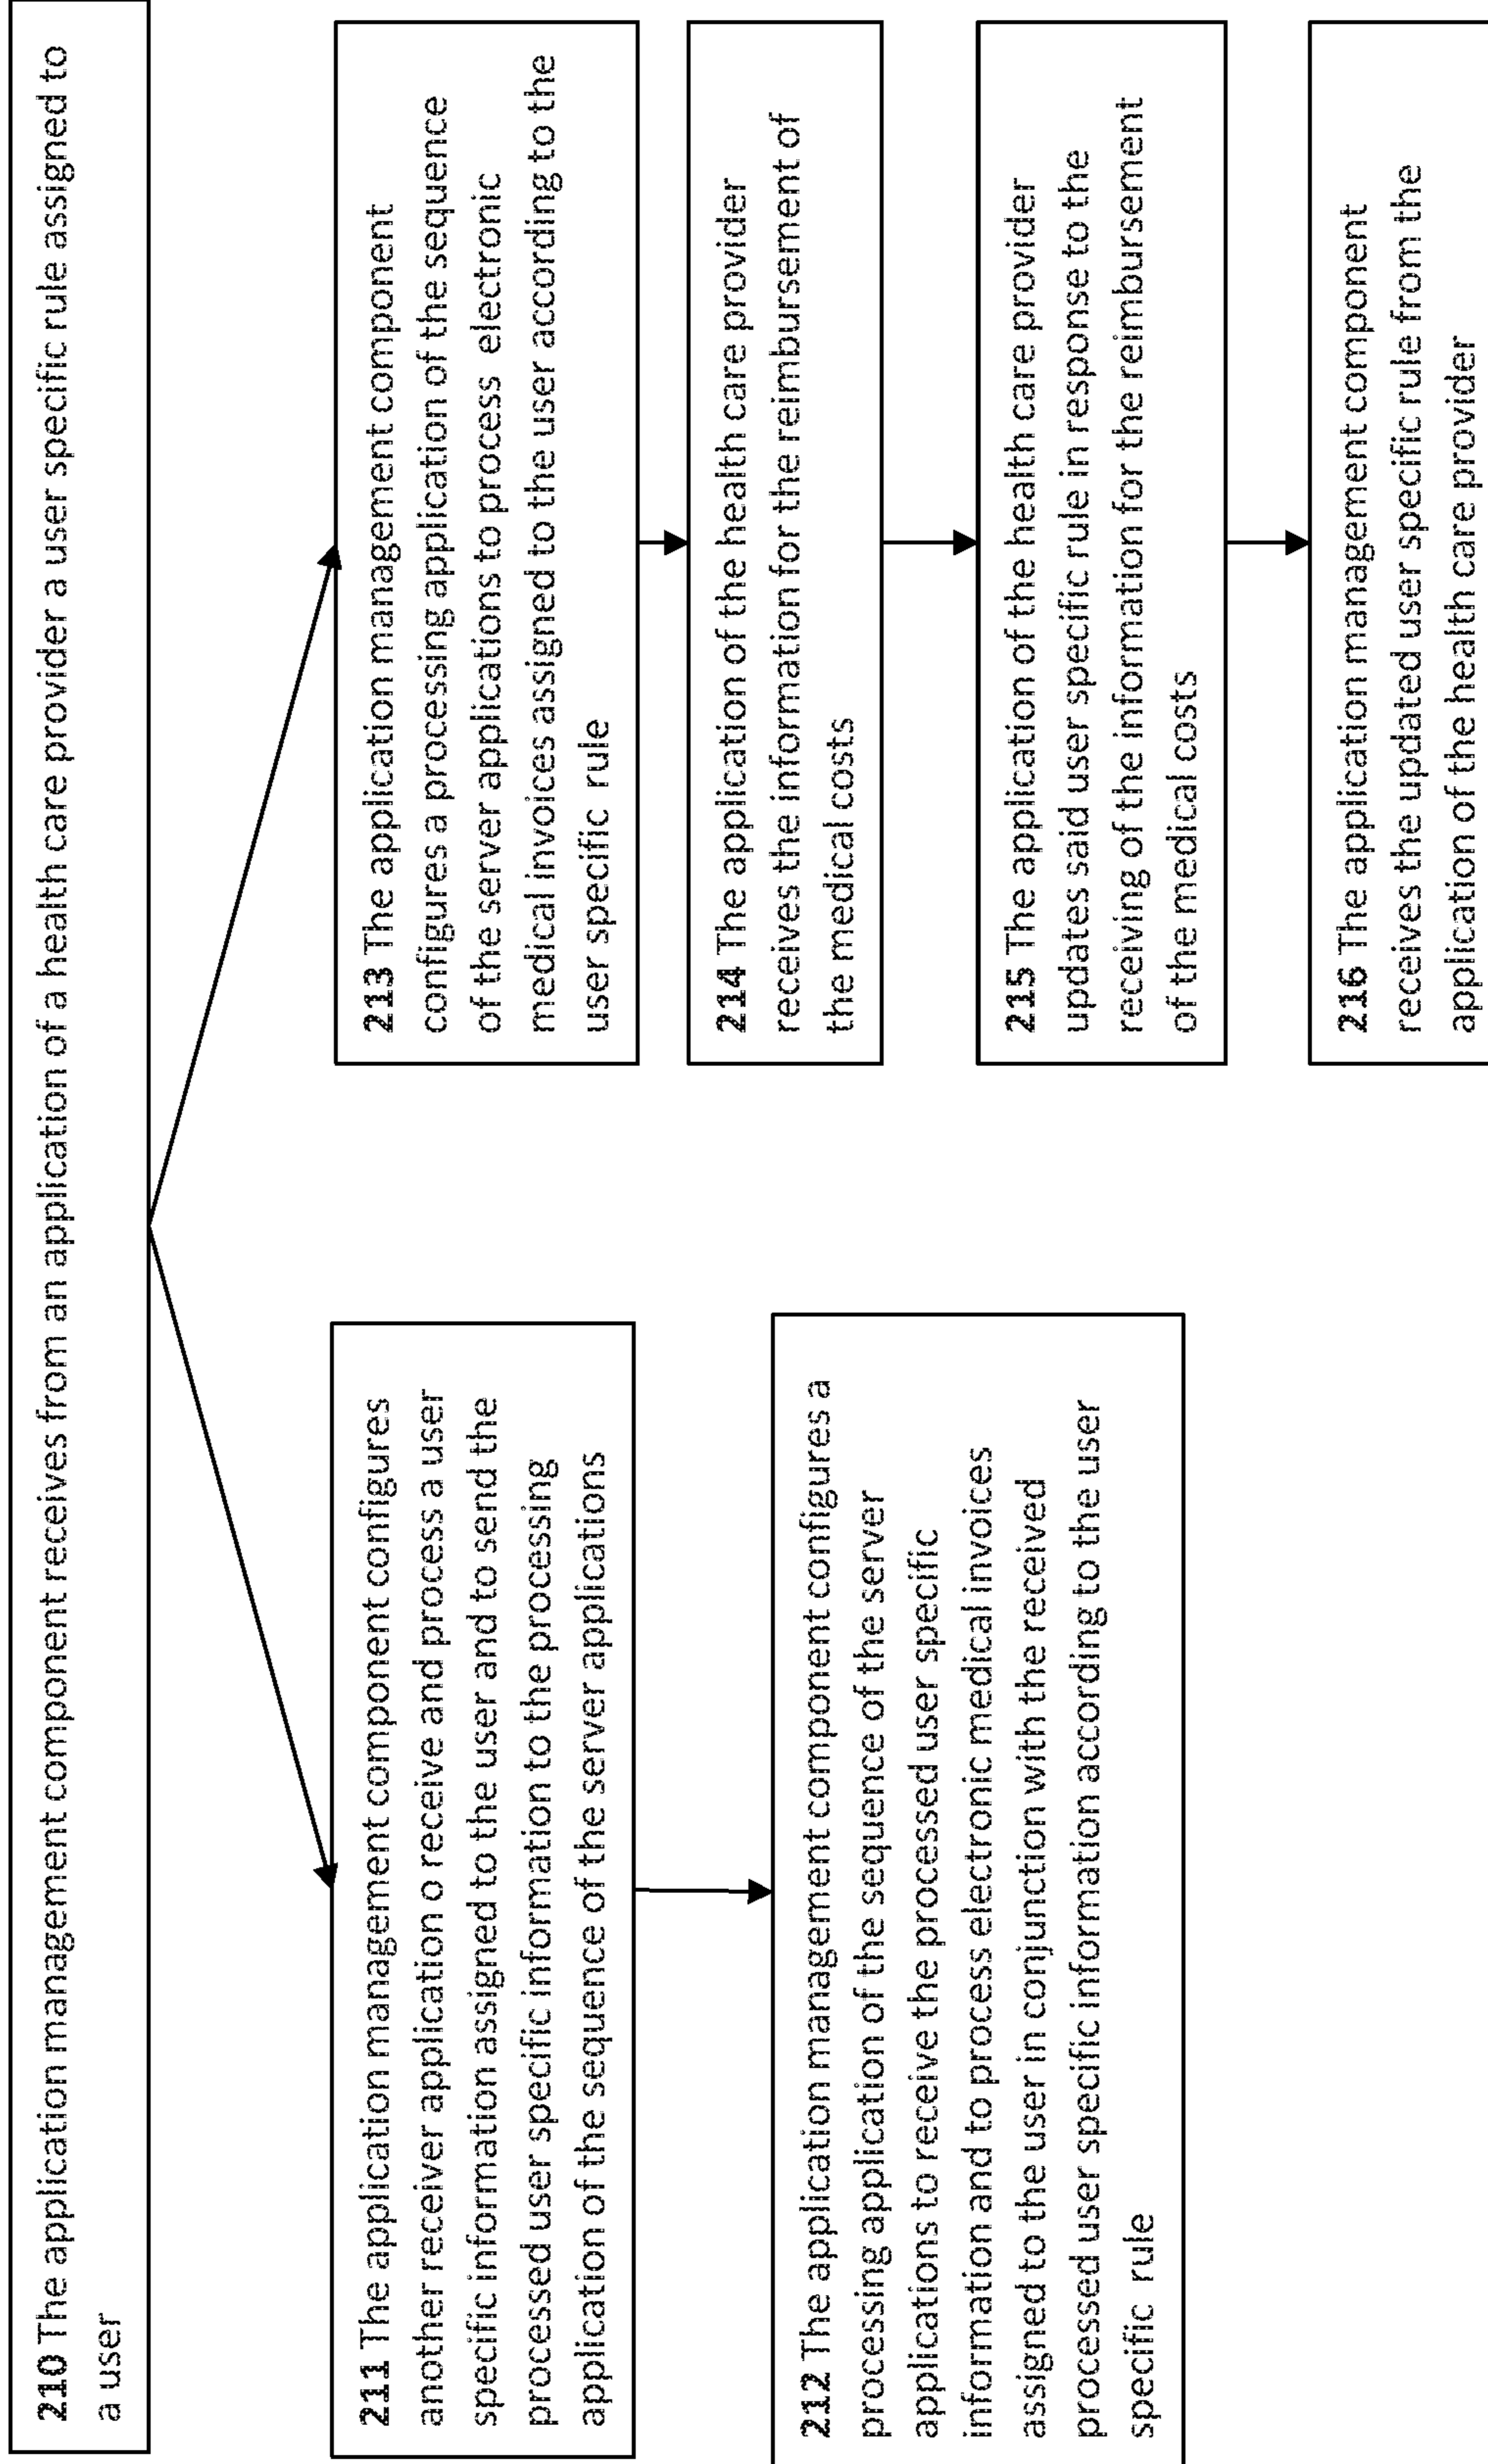 210 The application management component receives from an application of a health care provider a user specific rule assigned to
a user
211 The application management component configures
another receiver application o receive and process a user
specific information assigned to the user and to send the
processed user specific information to the processing
application of the sequence of the server applications
212 The application management component configures a
processing application of the sequence of the server
applications to receive the processed user specific
information and to process electronic medical invoices
assigned to the user in conjunction with the received
processed user specific information according to the user
specific rule
213 The application management component
configures a processing application of the sequence
of the server applications to process electronic
medical invoices assigned to the user according to the
user specific rule
214 The application of the health care provider
receives the information for the reimbursement of
the medical costs
215 The application of the health care provider
updates said user specific rule in response to the
receiving of the information for the reimbursement
of the medical costs
216 The application management component
receives the updated user specific rule from the
application of the health care provider